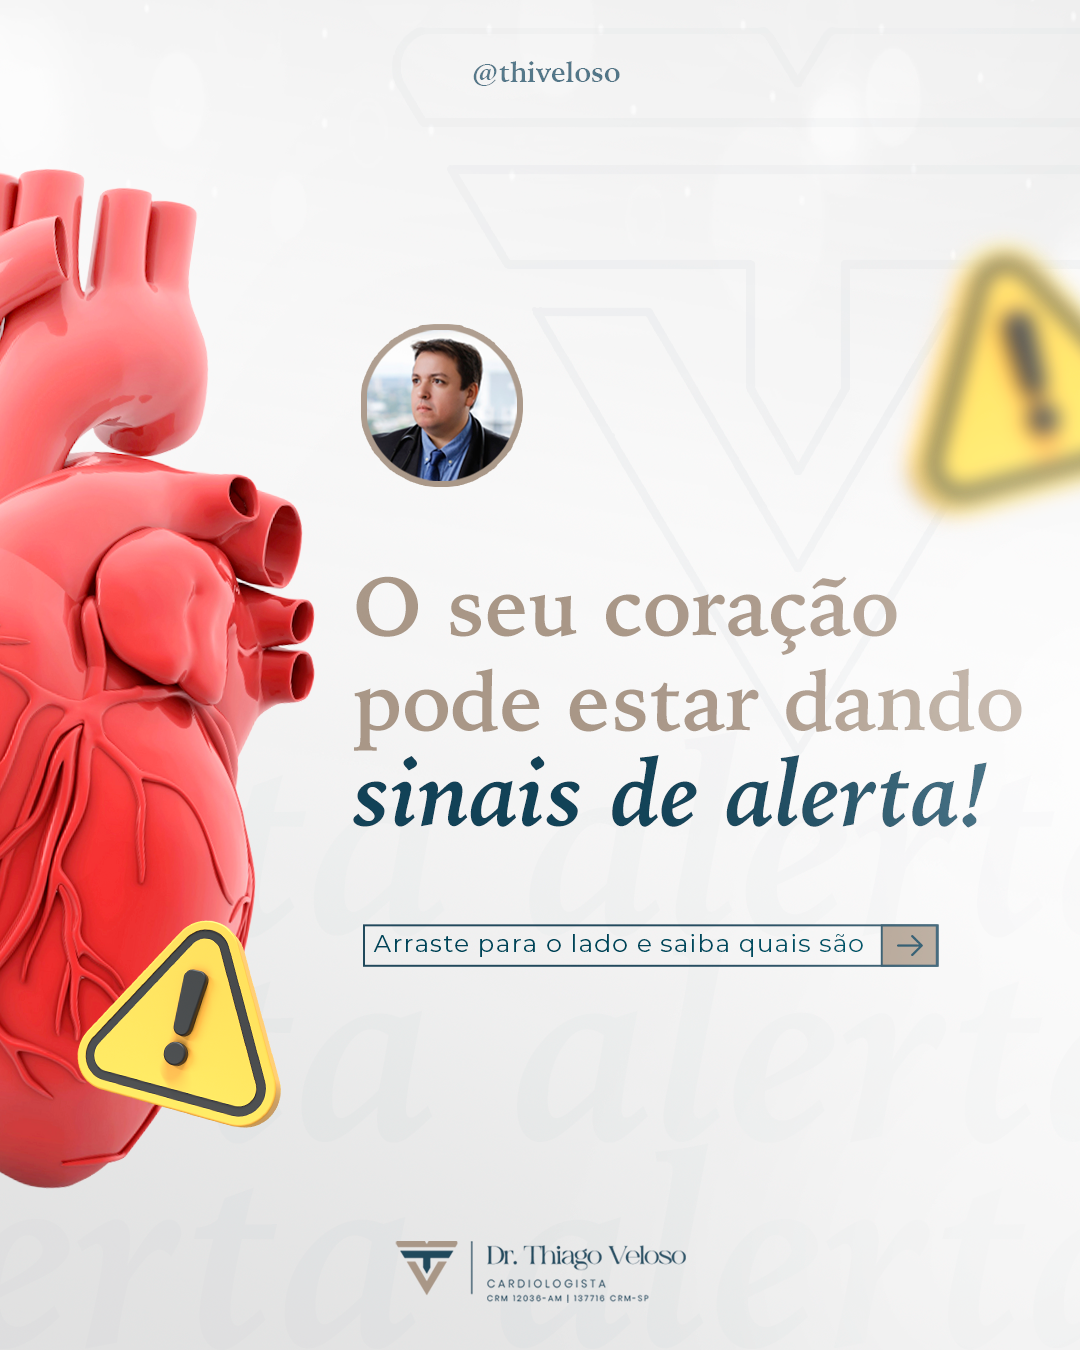 @thiveloso
O seu coração
pode estar dando
sinais de alerta!
Arraste para o lado e saiba quais são
Dr. Thiago Veloso
CARDIOLOGISTA
CRM 12036-AM | 137716 CRM-SP